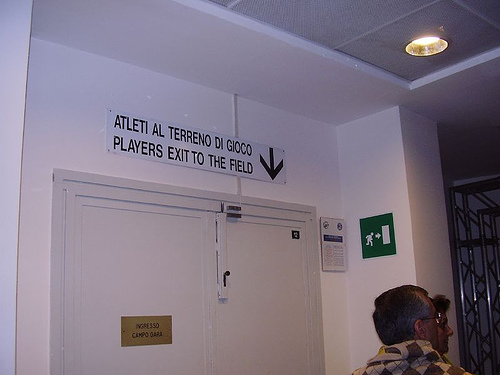 ATLETI AL TERRENO DI GIOCO
PLAYERS EXIT TO THE FIELD
INGRESSO
CAMPO GARA